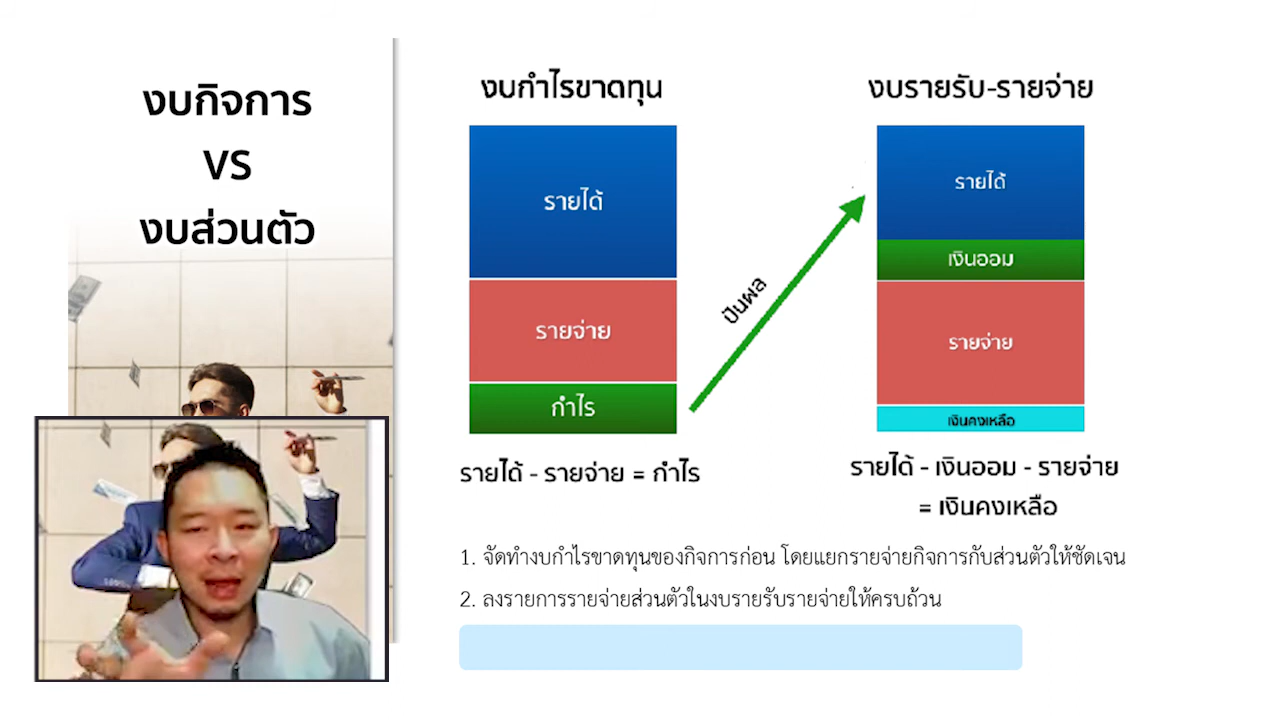 งบกิจการ
VS
งบส่วนตัว
งบกำไรขาดทุน
รายได้
รายจ่าย
กำไร
รายได้ - รายจ่าย = กำไร
ปันผล
งบรายรับ-รายจ่าย
รายได้
เงินออม
รายจ่าย
เงินคงเหลือ
รายได้ - เงินออม - รายจ่าย
= เงินคงเหลือ
1. จัดทำงบกำไรขาดทุนของกิจการก่อน โดยแยกรายจ่ายกิจการกับส่วนตัวให้ชัดเจน
2. ลงรายการรายจ่ายส่วนตัวในงบรายรับรายจ่ายให้ครบถ้วน